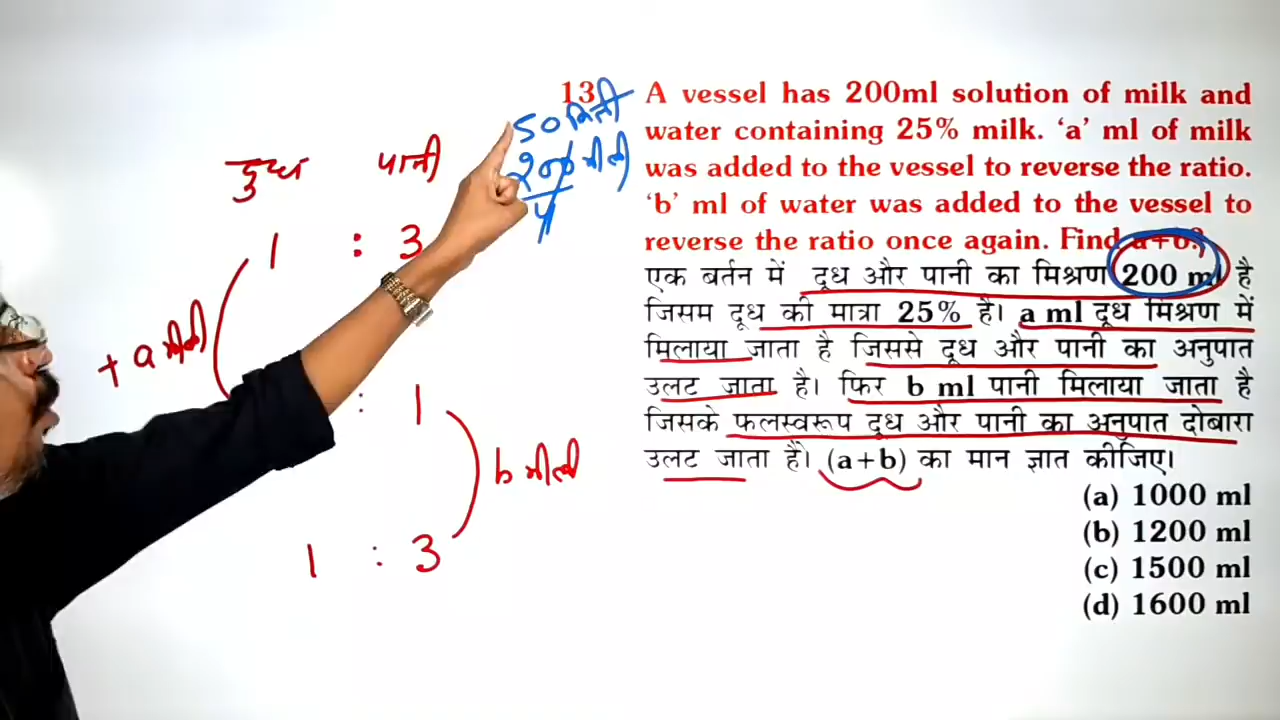 13. A vessel has 200ml solution of milk and
water containing 25% milk. ‘a’ ml of milk
was added to the vessel to reverse the ratio.
‘b’ ml of water was added to the vessel to
reverse the ratio once again. Find a+b?
एक बर्तन में दूध और पानी का मिश्रण 200 ml है
जिसम दूध की मात्रा 25% है। a ml दूध मिश्रण में
मिलाया जाता है जिससे दूध और पानी का अनुपात
उलट जाता है। फिर b ml पानी मिलाया जाता है
जिसके फलस्वरूप दूध और पानी का अनुपात दोबारा
उलट जाता है। (a+b) का मान ज्ञात कीजिए।
(a) 1000 ml
(b) 1200 ml
(c) 1500 ml
(d) 1600 ml
50 मिली
200 मीली
4
दूध पानी
1 : 3
+ a मीली
: 1
b मीली
1 : 3